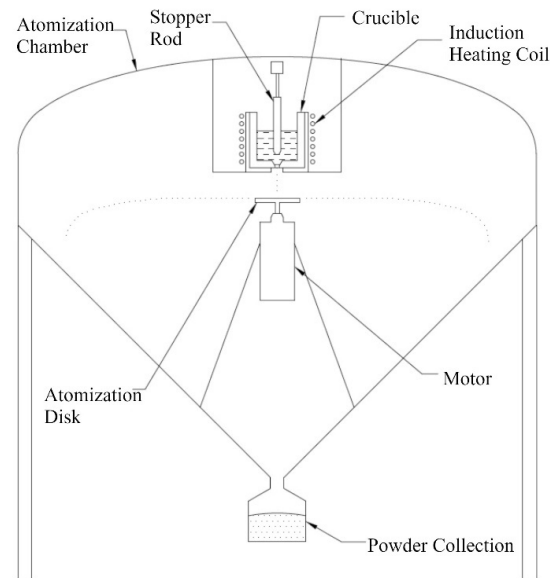 Atomization
Chamber
Stopper
Rod
Crucible
Induction
Heating Coil
Atomization
Disk
Motor
Powder Collection